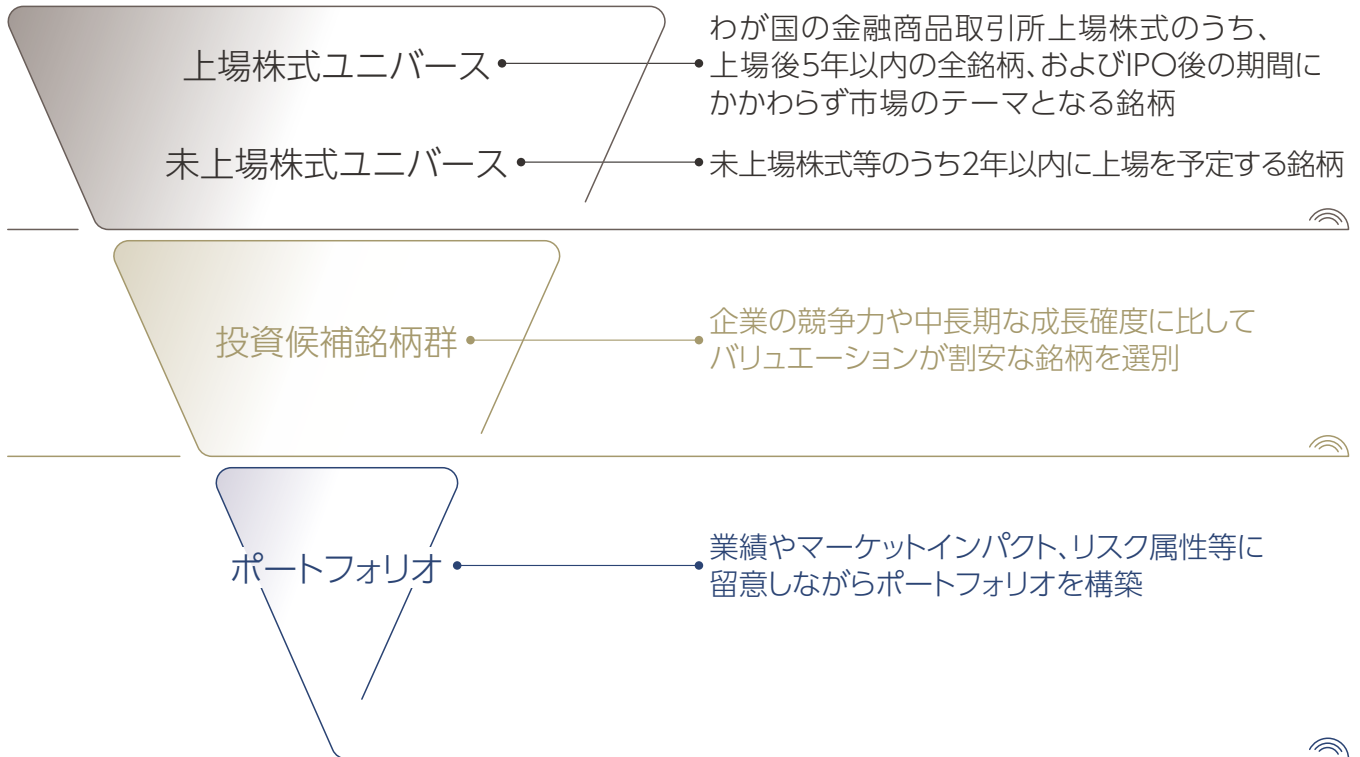 上場株式ユニバース
わが国の金融商品取引所上場株式のうち、
上場後5年以内の全銘柄、およびIPO後の期間に
かかわらず市場のテーマとなる銘柄
未上場株式ユニバース
未上場株式等のうち2年以内に上場を予定する銘柄
投資候補銘柄群
企業の競争力や中長期な成長確度に比して
バリュエーションが割安な銘柄を選別
ポートフォリオ
業績やマーケットインパクト、リスク属性等に
留意しながらポートフォリオを構築